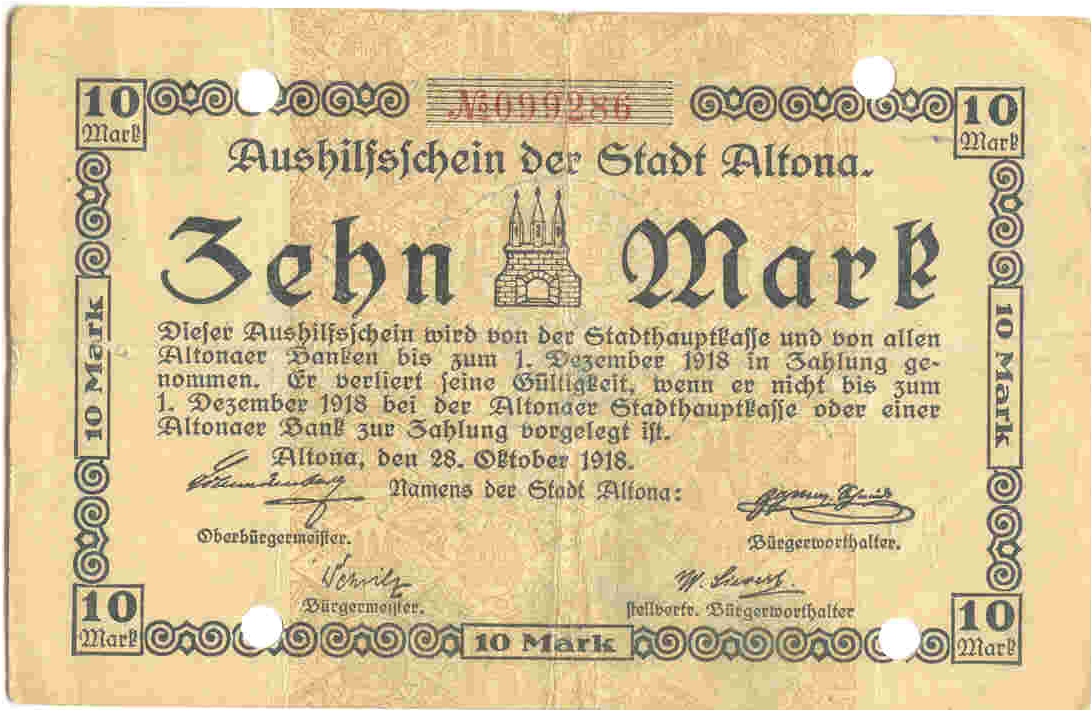 10 Mark
№099286
10 Mark
Aushilfsschein der Stadt Altona.
Zehn Mark
Dieser Aushilfsschein wird von der Stadthauptkasse und von allen
Altonaer Banken bis zum 1. Dezember 1918 in Zahlung ge-
nommen. Er verliert seine Gültigkeit, wenn er nicht bis zum
1. Dezember 1918 bei der Altonaer Stadthauptkasse oder einer
Altonaer Bank zur Zahlung vorgelegt ist.
Altona, den 28. Oktober 1918.
Namens der Stadt Altona:
Oberbürgermeister.
Bürgerworthalter.
Bürgermeister.
stellvertr. Bürgerworthalter
10 Mark
10 Mark
10 Mark
10 Mark
10 Mark